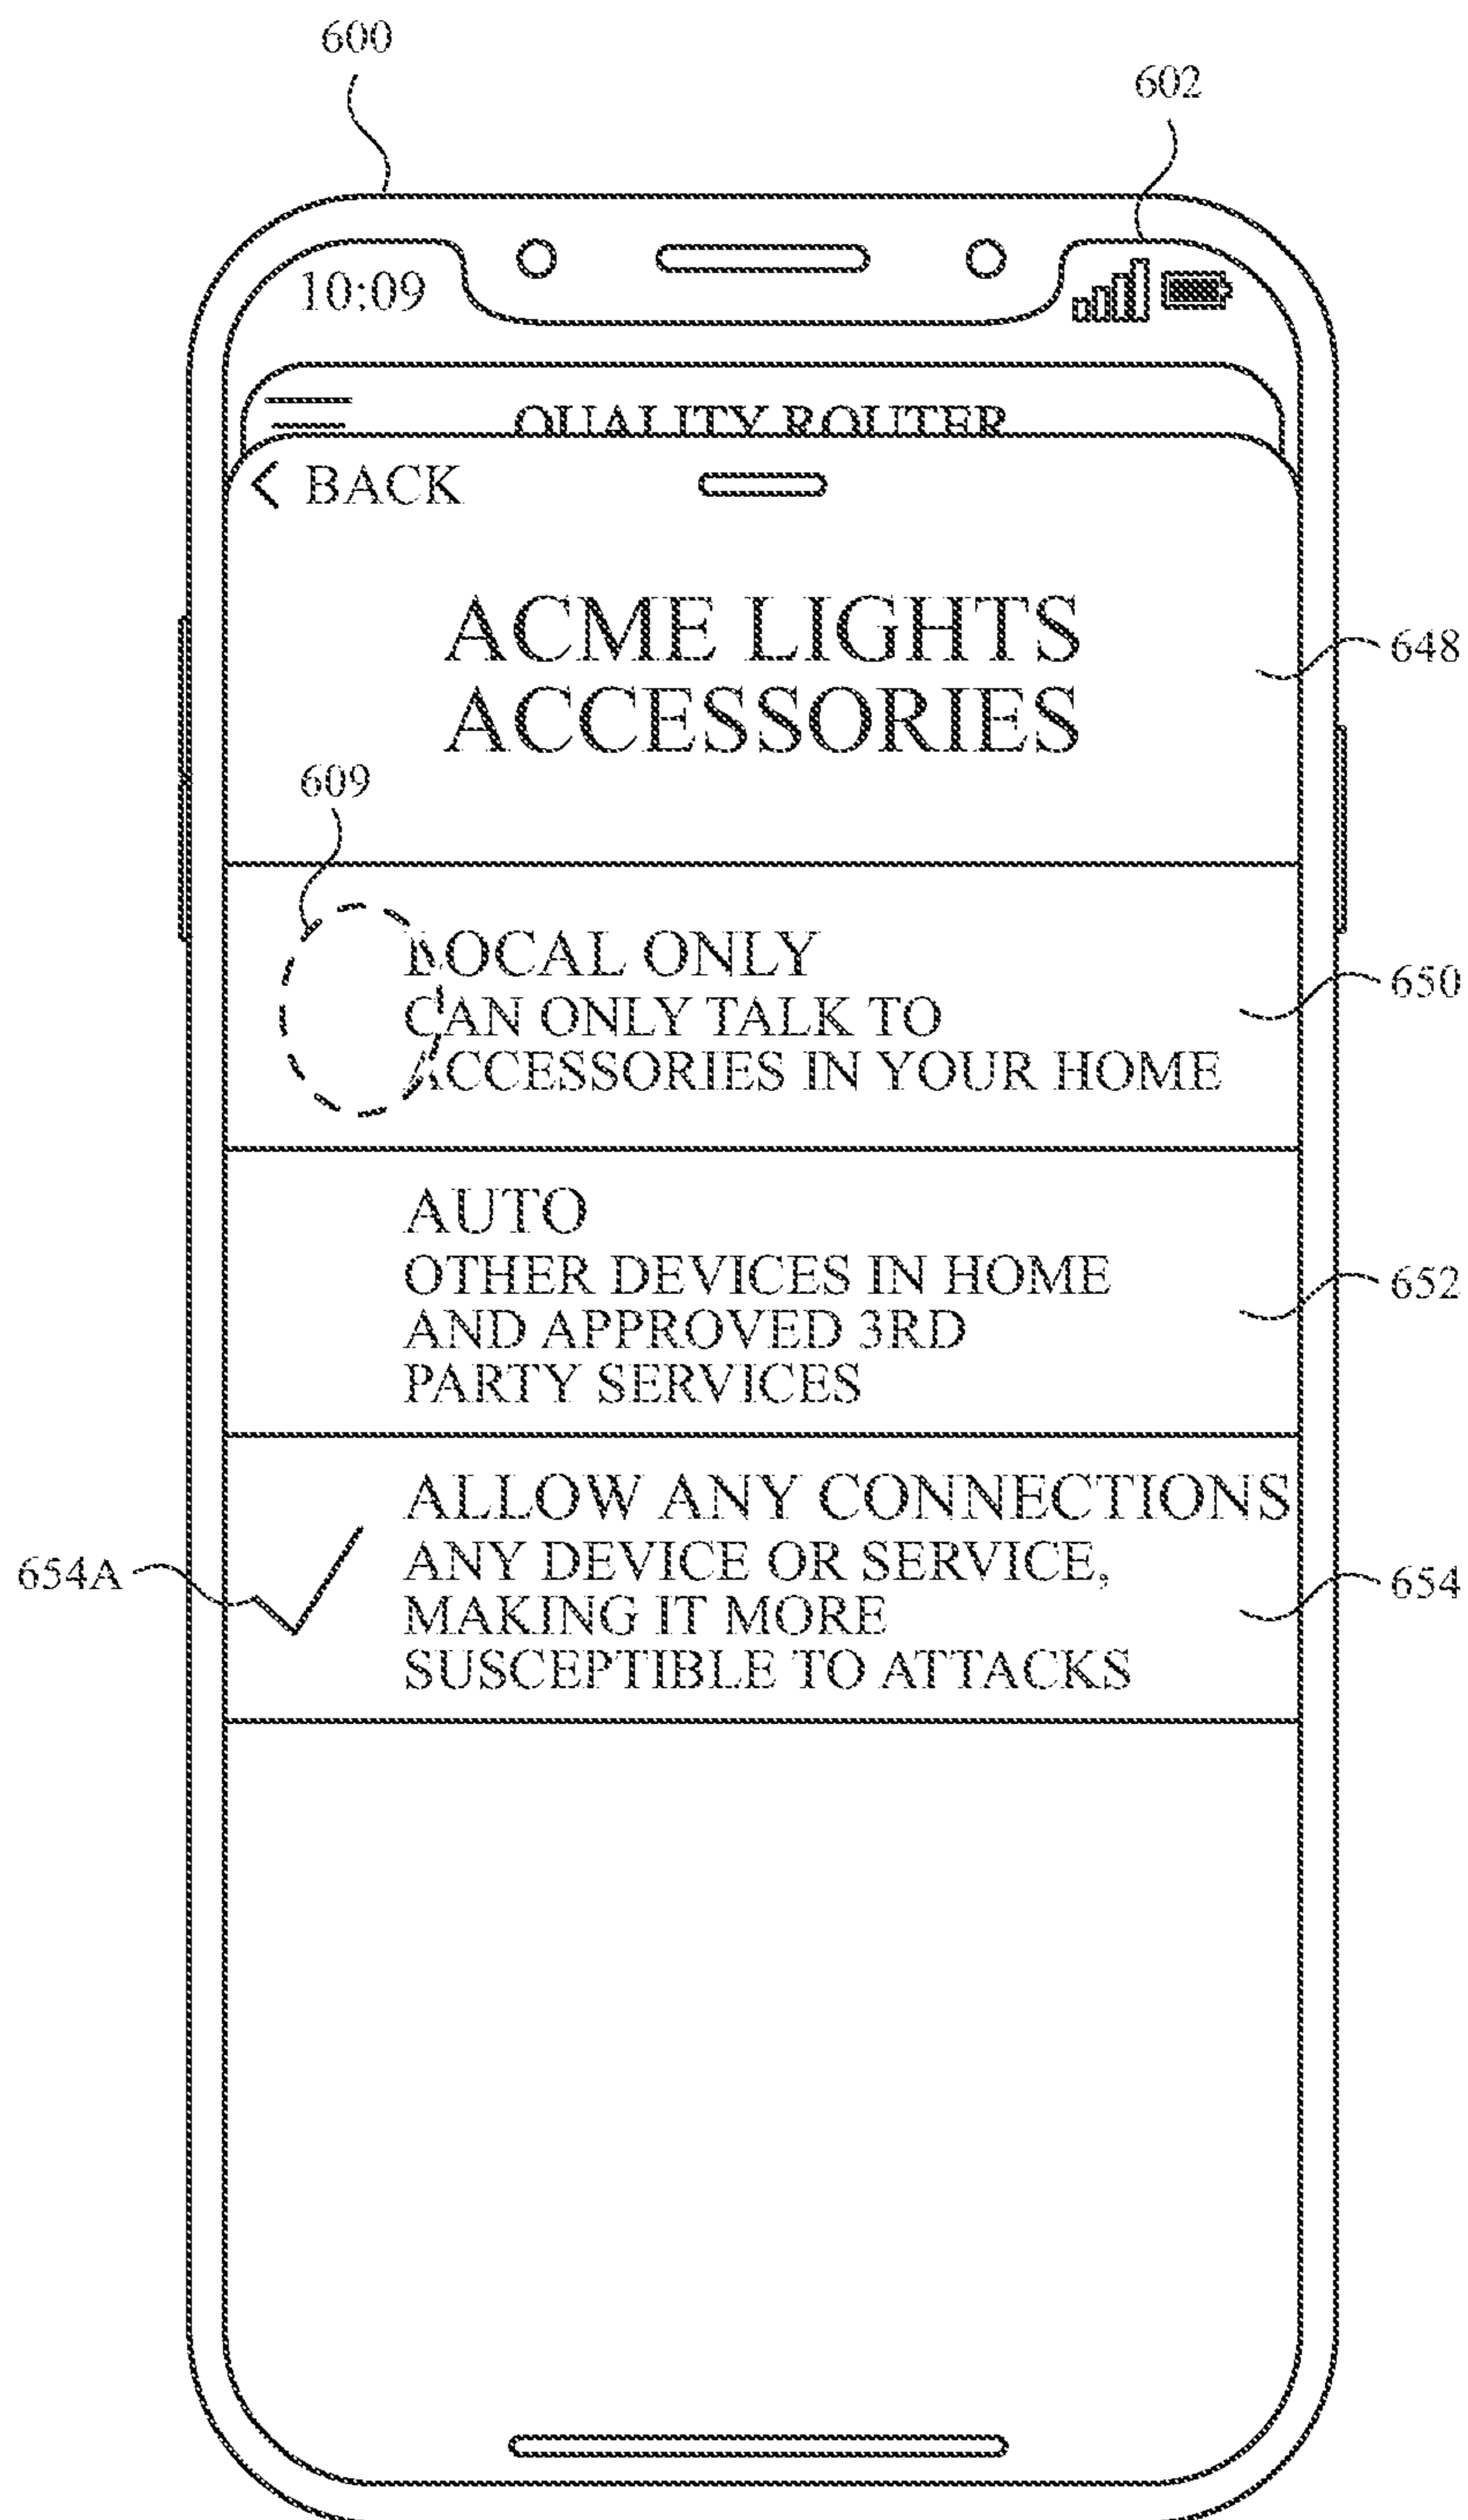 600
602
10:09
QUALITY ROUTER
BACK
ACME LIGHTS
ACCESSORIES
648
609
LOCAL ONLY
CAN ONLY TALK TO
ACCESSORIES IN YOUR HOME
650
AUTO
OTHER DEVICES IN HOME
AND APPROVED 3RD
PARTY SERVICES
652
ALLOW ANY CONNECTIONS
ANY DEVICE OR SERVICE,
MAKING IT MORE
SUSCEPTIBLE TO ATTACKS
654A
654